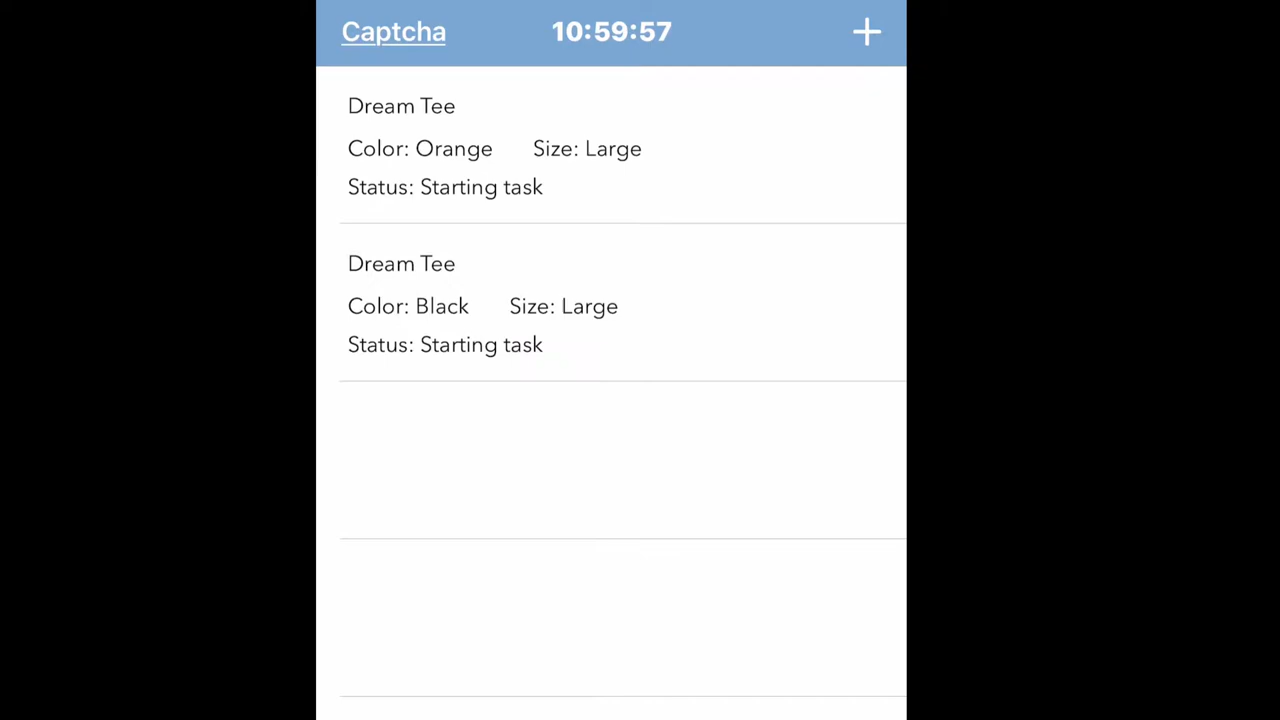 Captcha 10:59:57 +
Dream Tee
Color: Orange Size: Large
Status: Starting task
Dream Tee
Color: Black Size: Large
Status: Starting task